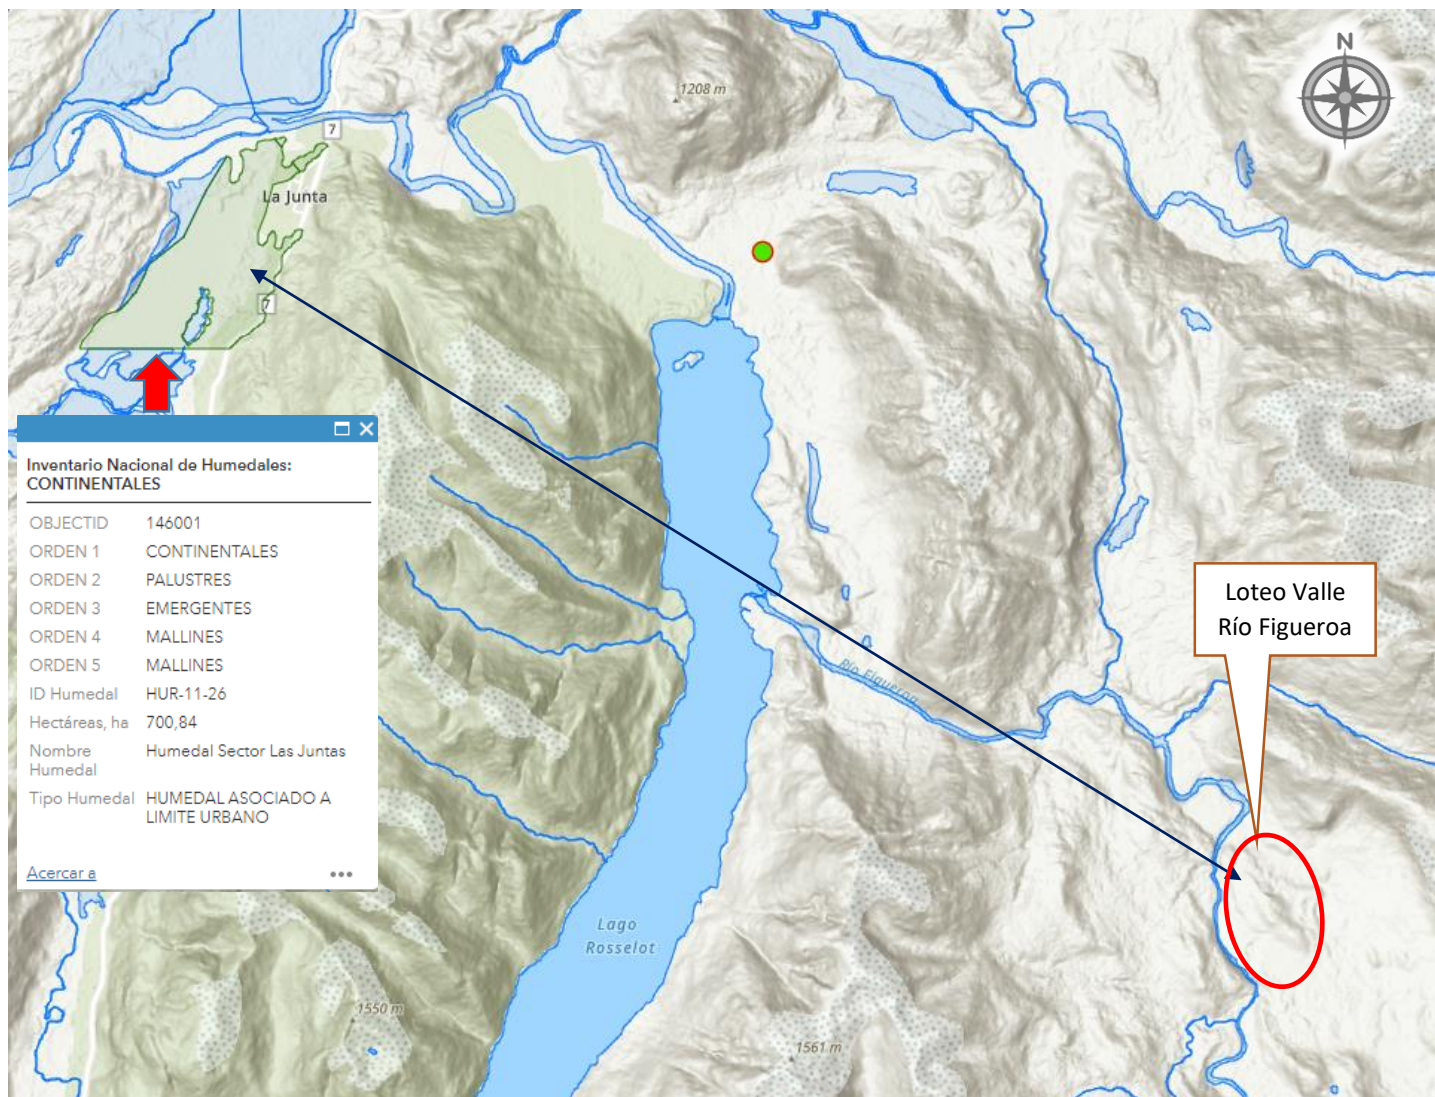 N
1208 m
7
La Junta
7
Inventario Nacional de Humedales:
CONTINENTALES
OBJECTID 146001
ORDEN 1 CONTINENTALES
ORDEN 2 PALUSTRES
ORDEN 3 EMERGENTES
ORDEN 4 MALLINES
ORDEN 5 MALLINES
ID Humedal HUR-11-26
Hectáreas, ha 700,84
Nombre Humedal Sector Las Juntas
Humedal
Tipo Humedal HUMEDAL ASOCIADO A
LIMITE URBANO
Acercar a
Loteo Valle
Río Figueroa
Río Figueroa
Lago
Rosselot
1550 m
1561 m